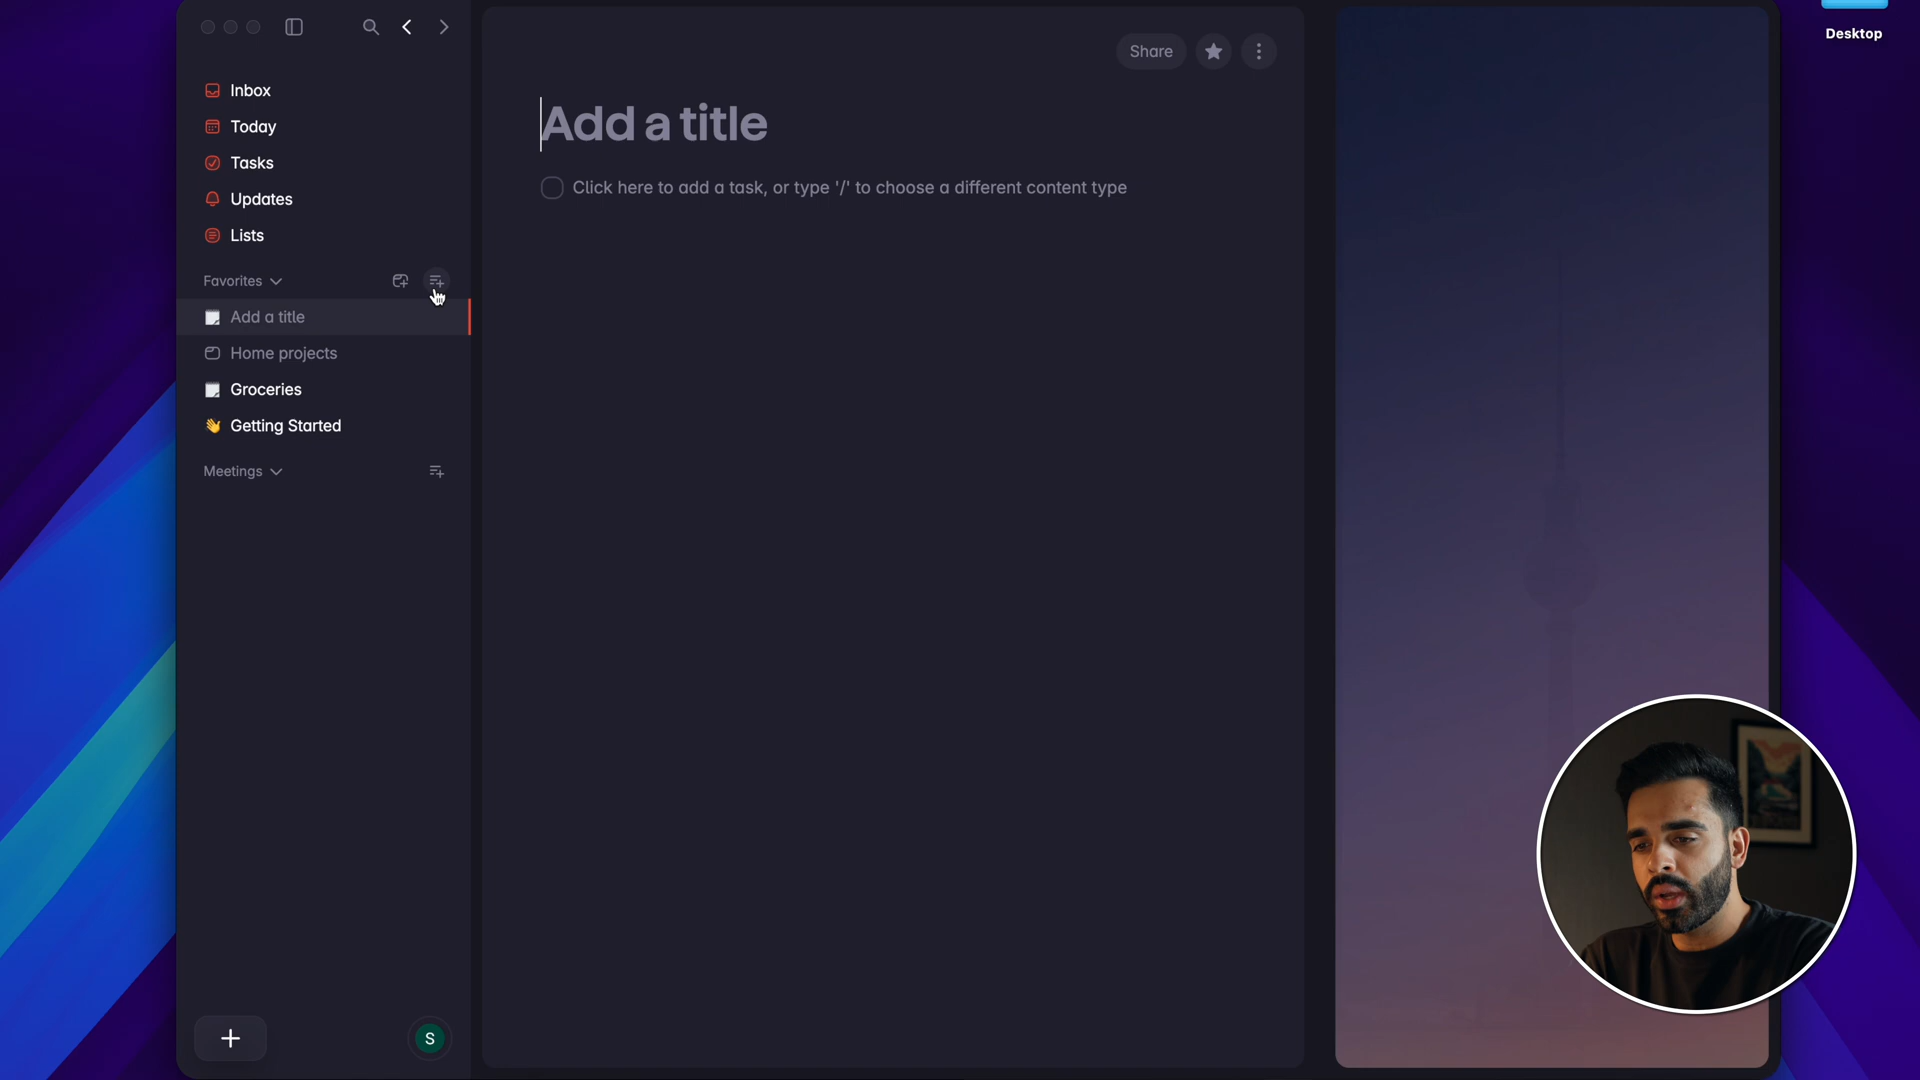 Desktop
Share
Inbox
Today
Tasks
Updates
Lists
Favorites
Add a title
Home projects
Groceries
Getting Started
Meetings
S
Add a title
Click here to add a task, or type '/' to choose a different content type